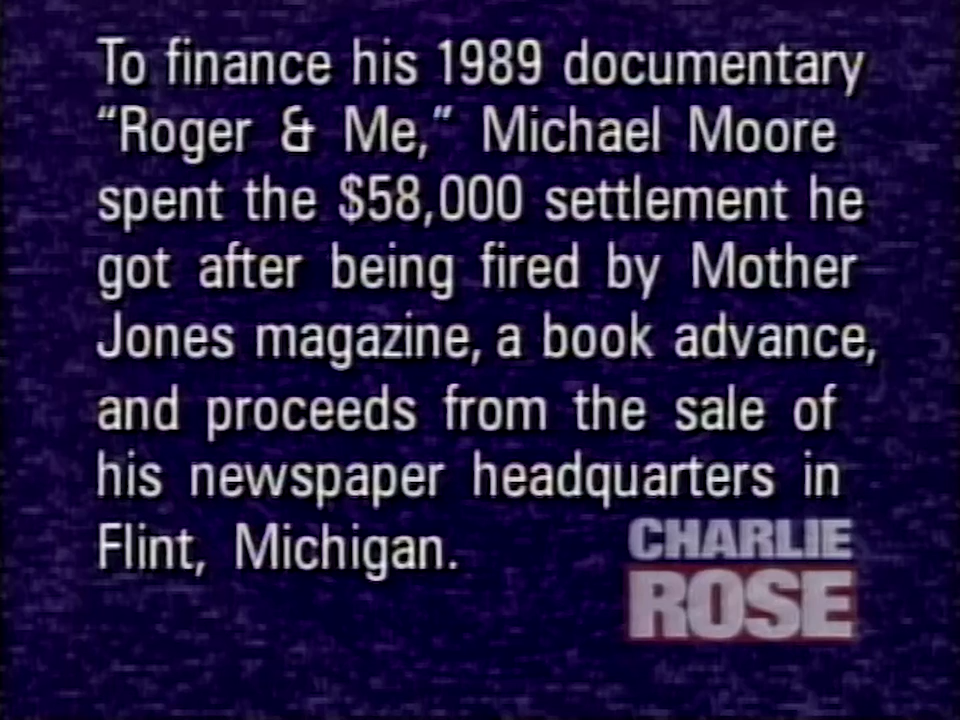 To finance his 1989 documentary
“Roger & Me,” Michael Moore
spent the $58,000 settlement he
got after being fired by Mother
Jones magazine, a book advance,
and proceeds from the sale of
his newspaper headquarters in
Flint, Michigan.
CHARLIE
ROSE